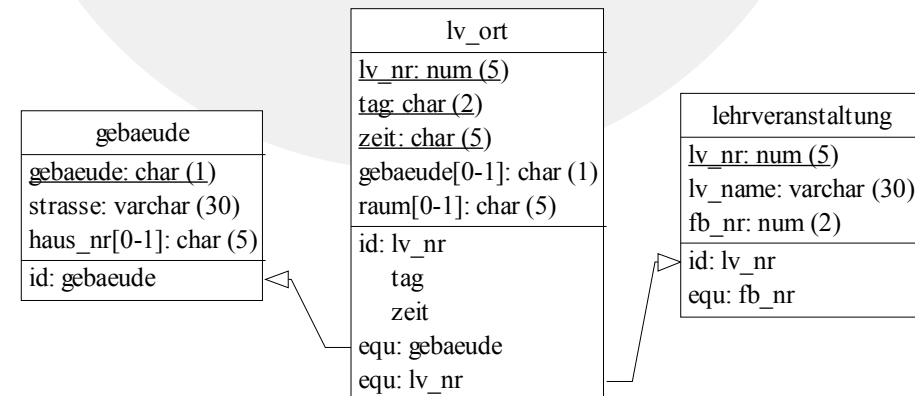 gebaeude
gebaeude: char (1)
strasse: varchar (30)
haus_nr[0-1]: char (5)
id: gebaeude
lv_ort
lv_nr: num (5)
tag: char (2)
zeit: char (5)
gebaeude[0-1]: char (1)
raum[0-1]: char (5)
id: lv_nr
tag
zeit
equ: gebaeude
equ: lv_nr
lehrveranstaltung
lv_nr: num (5)
lv_name: varchar (30)
fb_nr: num (2)
id: lv_nr
equ: fb_nr